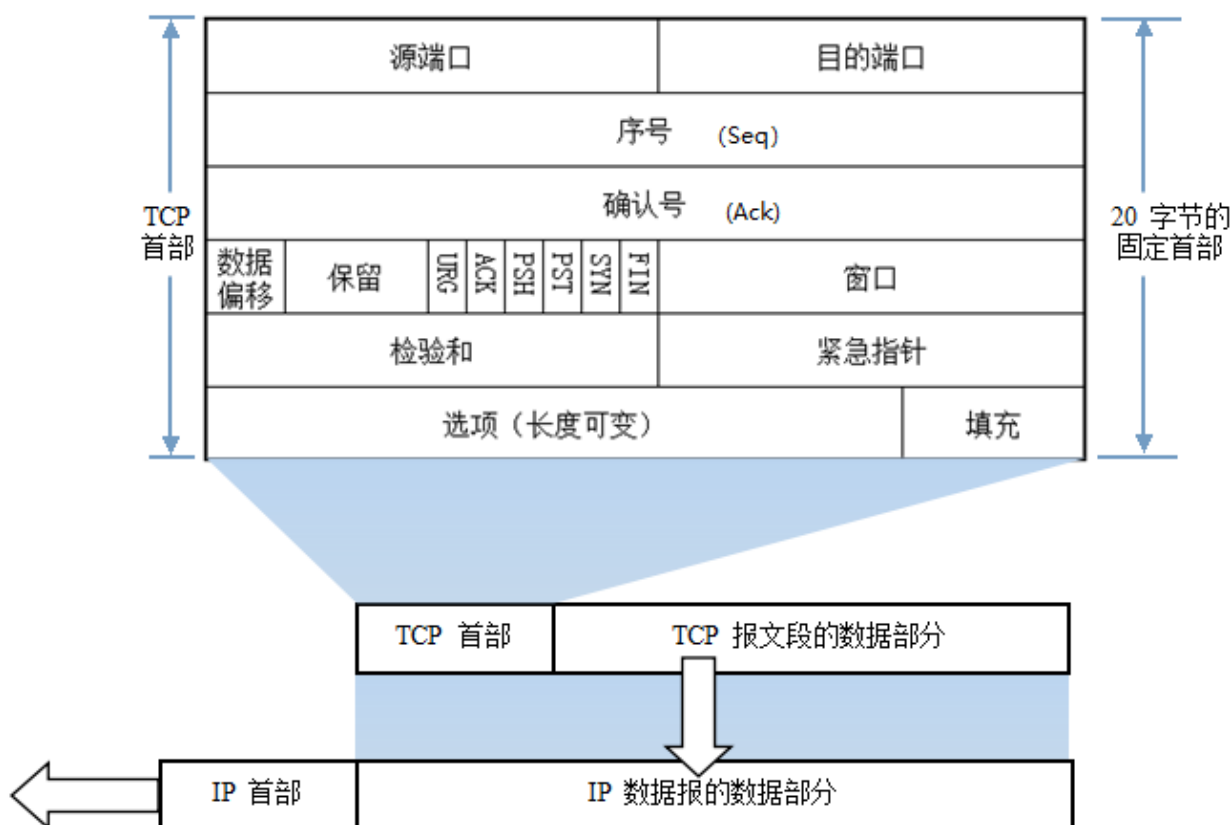 源端口 目的端口
序号 (Seq)
确认号 (Ack)
TCP
首部
20 字节的
固定首部
数据
偏移
保留
URG
ACK
PSH
PST
SYN
FIN
窗口
检验和 紧急指针
选项（长度可变） 填充
TCP 首部 TCP 报文段的数据部分
IP 首部 IP 数据报的数据部分